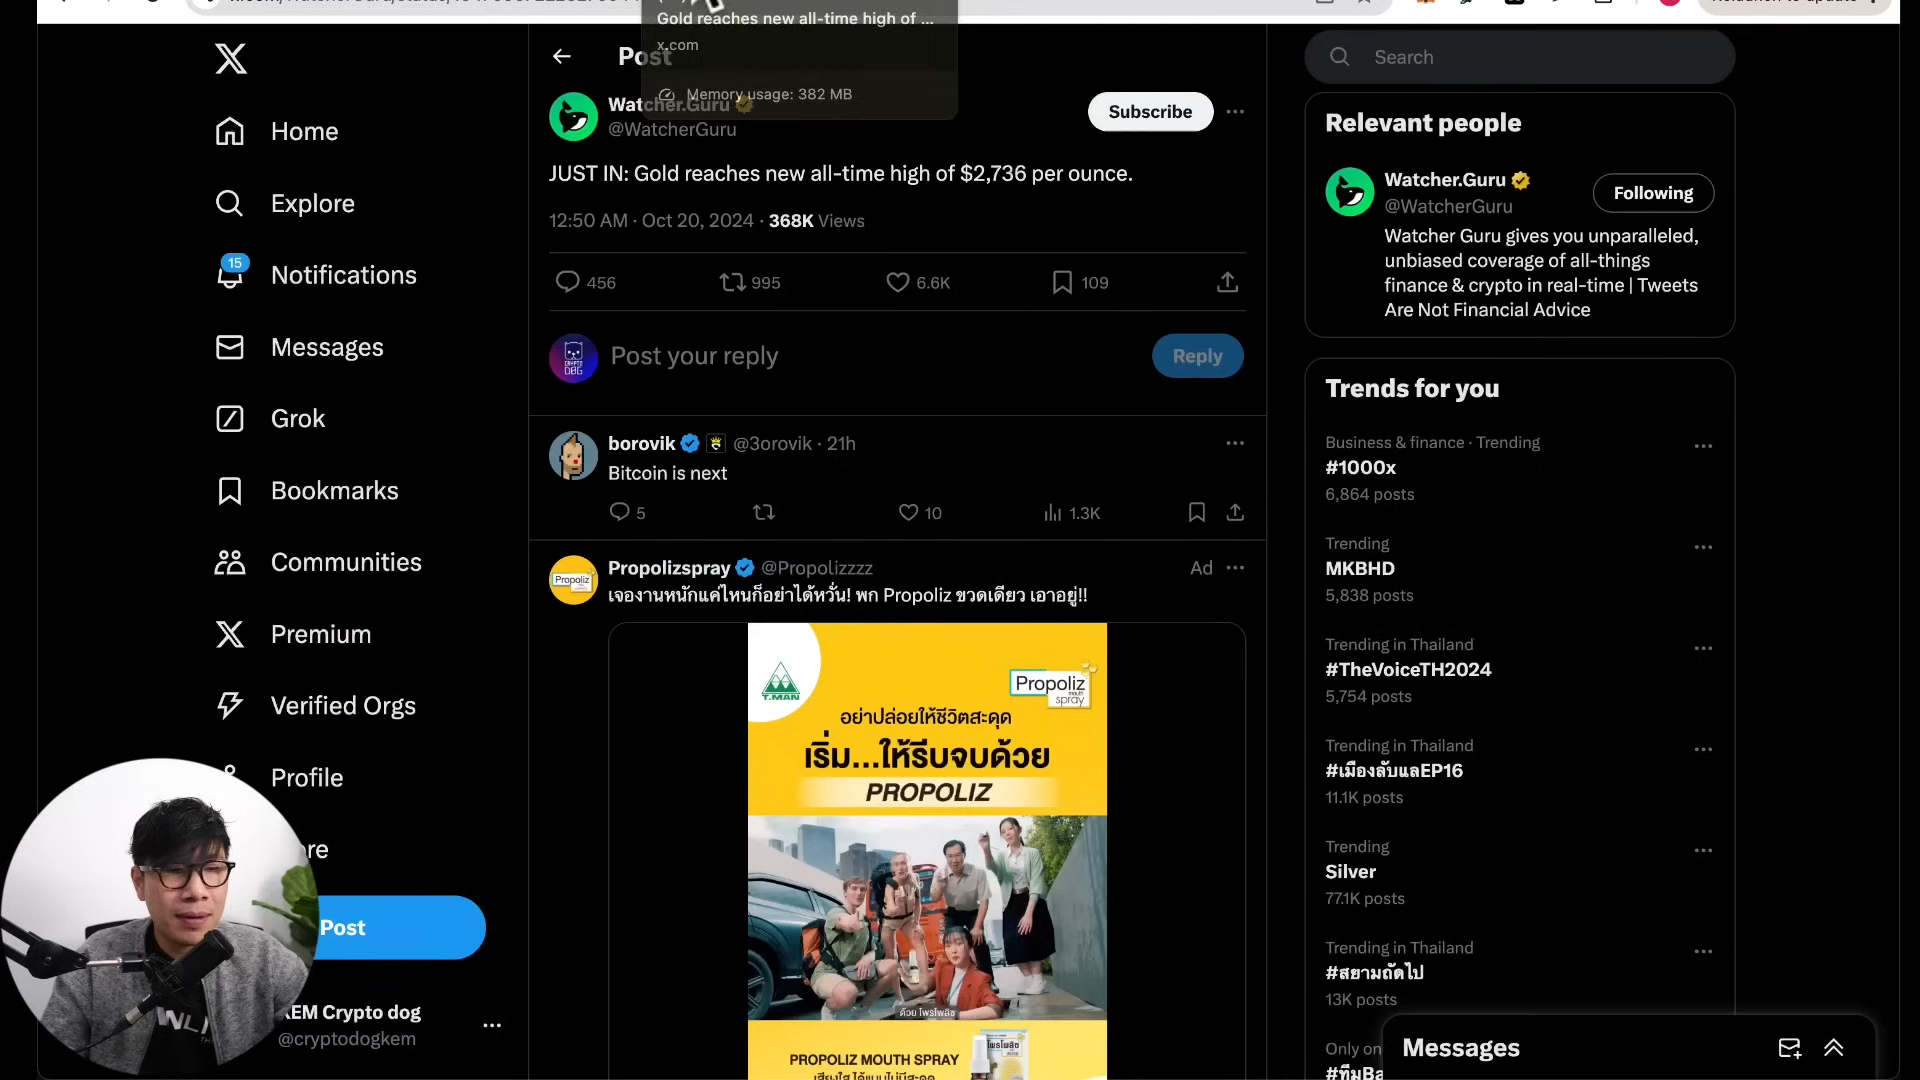 Gold reaches new all-time high of ...
x.com
Memory usage: 382 MB
Post
Watcher.Guru
@WatcherGuru
Subscribe
JUST IN: Gold reaches new all-time high of $2,736 per ounce.
12:50 AM · Oct 20, 2024 · 368K Views
456 995 6.6K 109
CRYPTO
DOG
Post your reply
Reply
borovik @3orovik · 21h
Bitcoin is next
5 10 1.3K
Propolizspray @Propolizzzz Ad
เจองานหนักแค่ไหนก็อย่าได้หวั่น! พก Propoliz ขวดเดียว เอาอยู่!!
Propoliz
T.MAN
Propoliz
mouth
spray
อย่าปล่อยให้ชีวิตสะดุด
เริ่ม...ให้รีบจบด้วย
PROPOLIZ
ด้วย โพรโพลิซ
PROPOLIZ MOUTH SPRAY
โพรโพลิซ
Home
Explore
15
Notifications
Messages
Grok
Bookmarks
Communities
Premium
Verified Orgs
Profile
Post
KEM Crypto dog
@cryptodogkem
Search
Relevant people
Watcher.Guru
@WatcherGuru
Following
Watcher Guru gives you unparalleled,
unbiased coverage of all-things
finance & crypto in real-time | Tweets
Are Not Financial Advice
Trends for you
Business & finance · Trending
#1000x
6,864 posts
Trending
MKBHD
5,838 posts
Trending in Thailand
#TheVoiceTH2024
5,754 posts
Trending in Thailand
#เมืองลับแลEP16
11.1K posts
Trending
Silver
77.1K posts
Trending in Thailand
#สยามถัดไป
13K posts
Only on
Messages